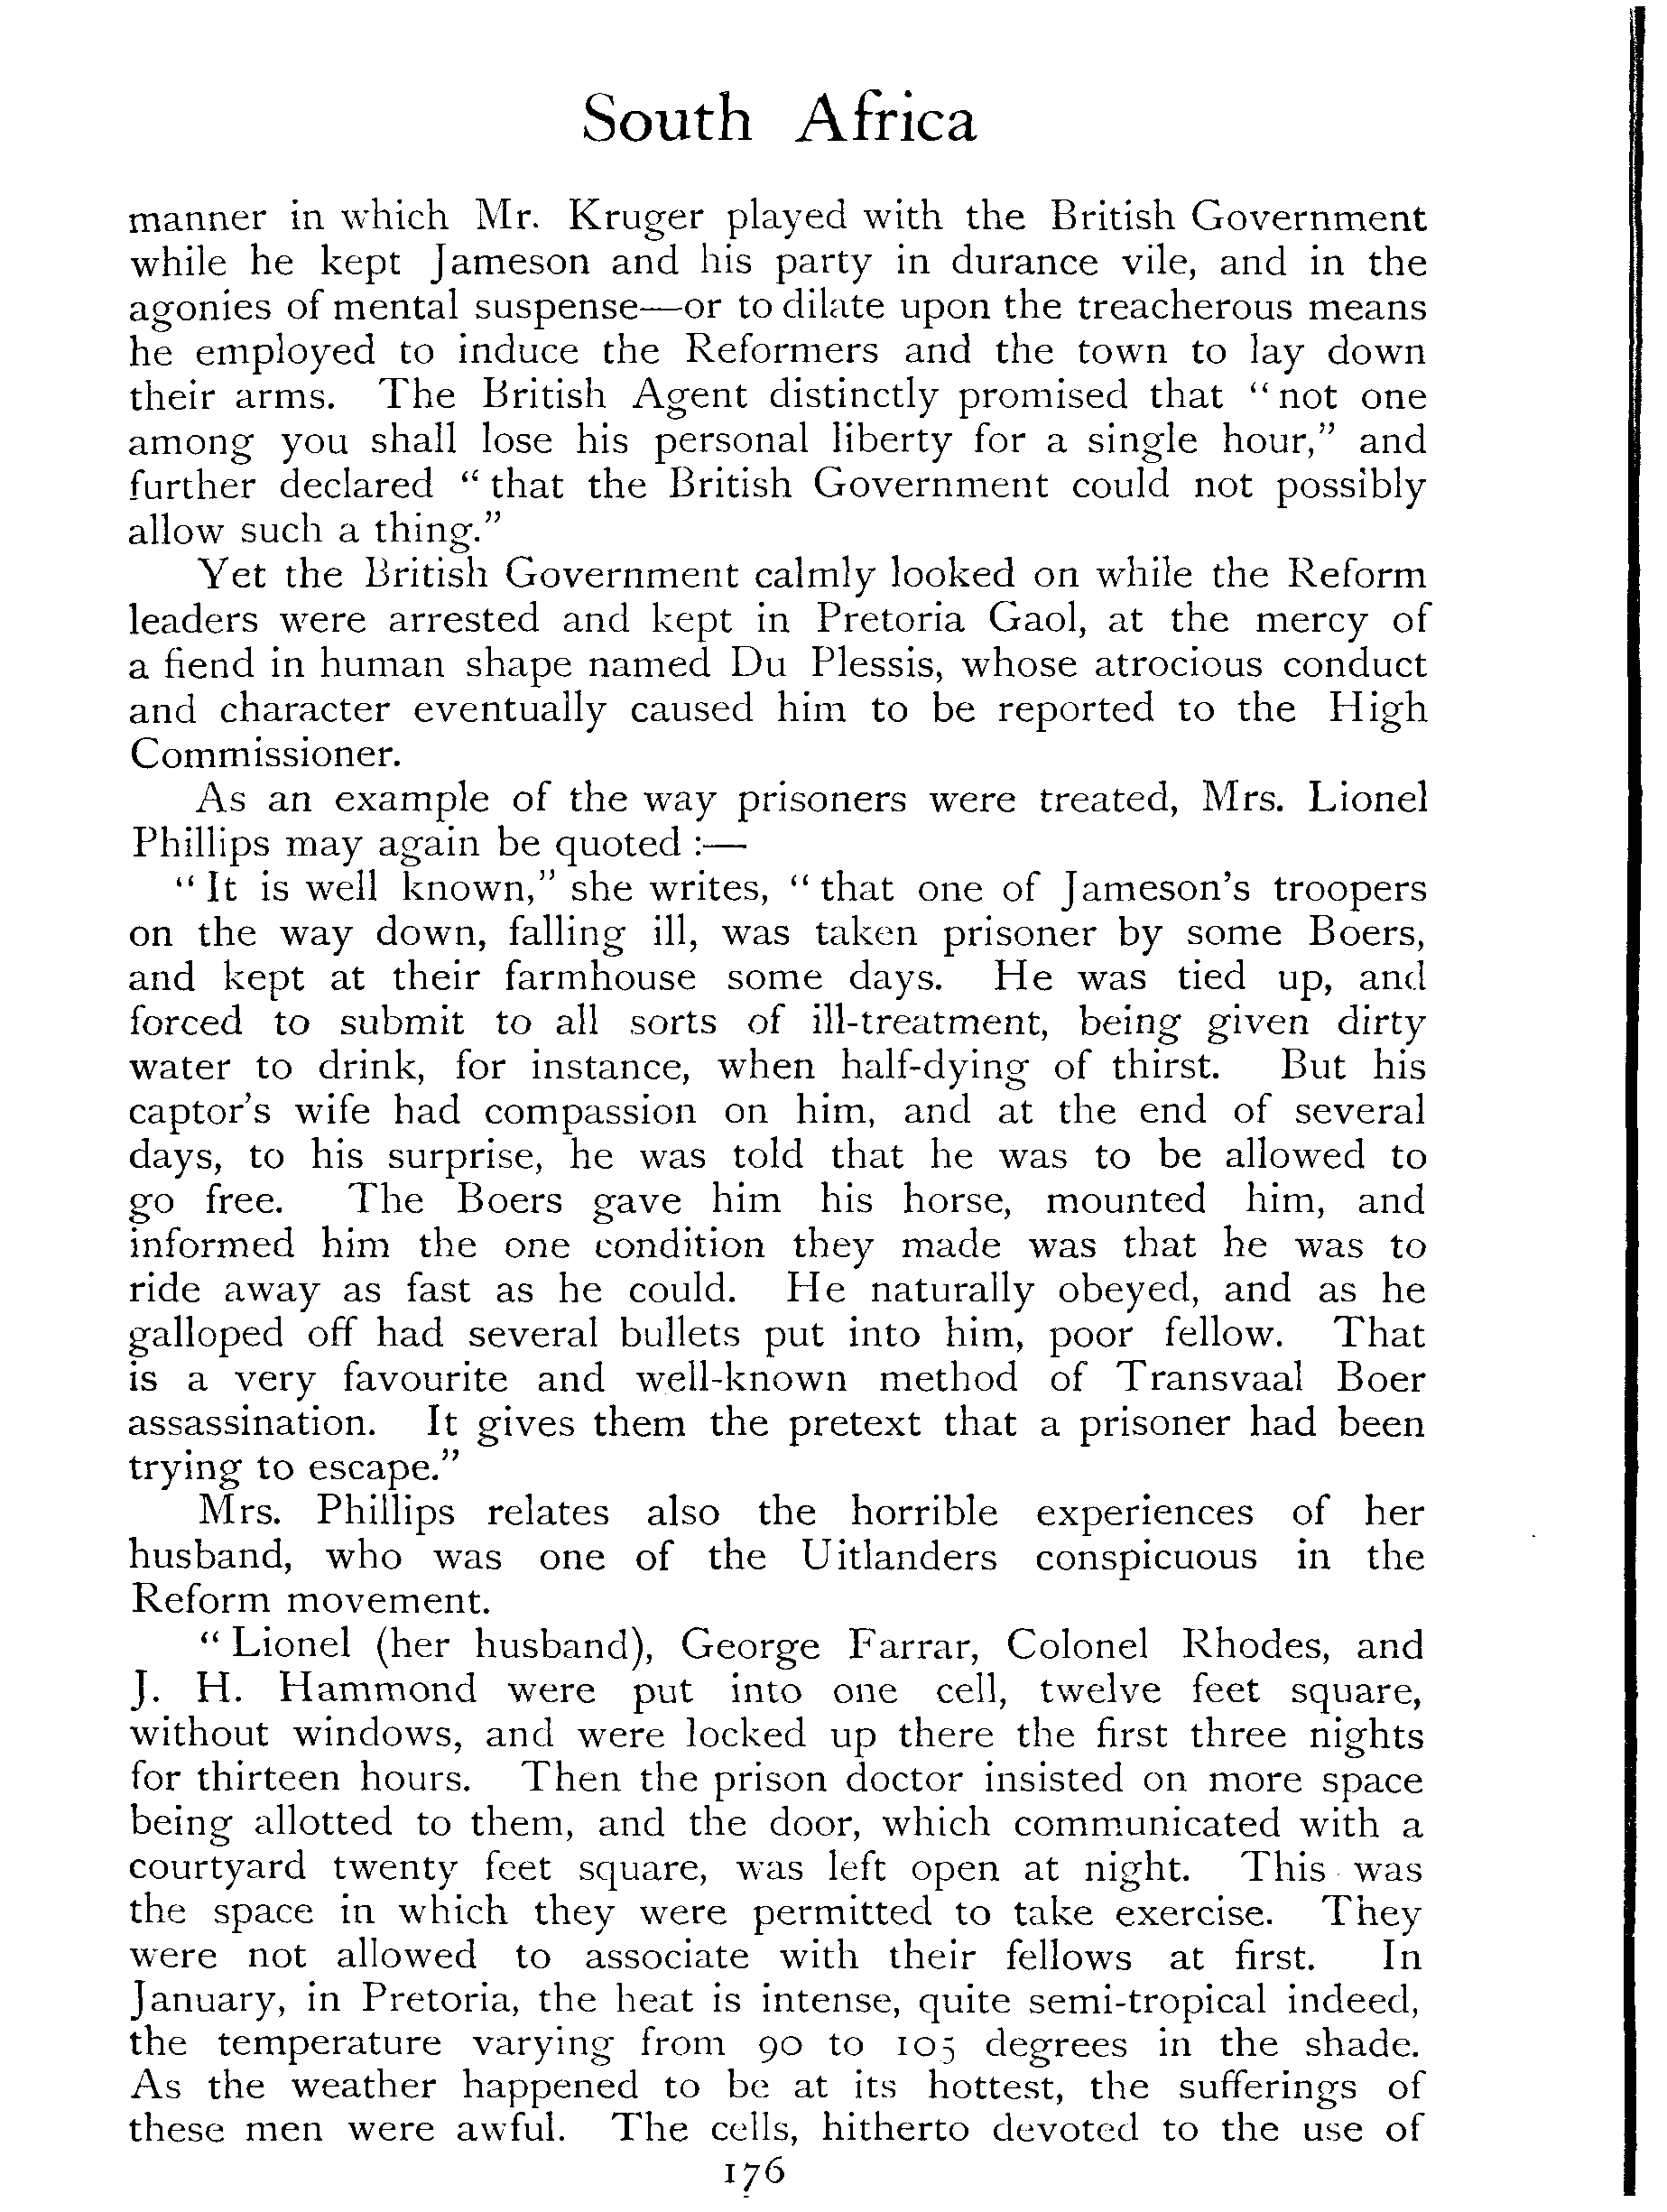 South Africa
manner in which Mr. Kruger played with the British Government
while he kept Jameson and his party in durance vile, and in the
agonies of mental suspense—or to dilate upon the treacherous means
he employed to induce the Reformers and the town to lay down
their arms. The British Agent distinctly promised that “not one
among you shall lose his personal liberty for a single hour,” and
further declared “that the British Government could not possibly
allow such a thing.”
Yet the British Government calmly looked on while the Reform
leaders were arrested and kept in Pretoria Gaol, at the mercy of
a fiend in human shape named Du Plessis, whose atrocious conduct
and character eventually caused him to be reported to the High
Commissioner.
As an example of the way prisoners were treated, Mrs. Lionel
Phillips may again be quoted :—
“It is well known,” she writes, “that one of Jameson's troopers
on the way down, falling ill, was taken prisoner by some Boers,
and kept at their farmhouse some days. He was tied up, and
forced to submit to all sorts of ill-treatment, being given dirty
water to drink, for instance, when half-dying of thirst. But his
captor's wife had compassion on him, and at the end of several
days, to his surprise, he was told that he was to be allowed to
go free. The Boers gave him his horse, mounted him, and
informed him the one condition they made was that he was to
ride away as fast as he could. He naturally obeyed, and as he
galloped off had several bullets put into him, poor fellow. That
is a very favourite and well-known method of Transvaal Boer
assassination. It gives them the pretext that a prisoner had been
trying to escape.”
Mrs. Phillips relates also the horrible experiences of her
husband, who was one of the Uitlanders conspicuous in the
Reform movement.
“Lionel (her husband), George Farrar, Colonel Rhodes, and
J. H. Hammond were put into one cell, twelve feet square,
without windows, and were locked up there the first three nights
for thirteen hours. Then the prison doctor insisted on more space
being allotted to them, and the door, which communicated with a
courtyard twenty feet square, was left open at night. This was
the space in which they were permitted to take exercise. They
were not allowed to associate with their fellows at first. In
January, in Pretoria, the heat is intense, quite semi-tropical indeed,
the temperature varying from 90 to 105 degrees in the shade.
As the weather happened to be at its hottest, the sufferings of
these men were awful. The cells, hitherto devoted to the use of
176